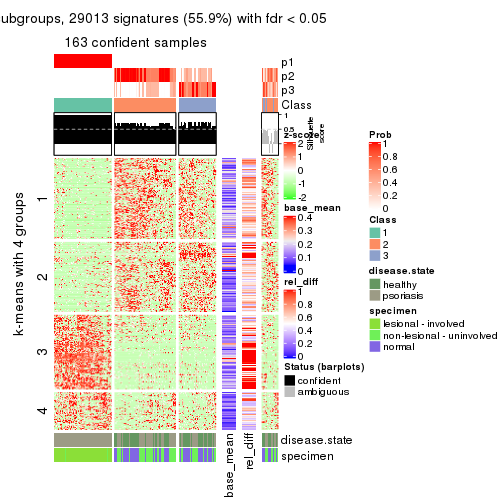 ubgroups, 29013 signatures (55.9%) with fdr < 0.05
163 confident samples
p1
p2
p3
Class
1
0.5
Silhouette score
k-means with 4 groups
1
2
3
4
base_mean
rel_diff
disease.state
specimen
z-score
2
1
0
-1
-2
base_mean
0.4
0.3
0.2
0.1
0
rel_diff
1
0.8
0.6
0.4
0.2
0
Status (barplots)
confident
ambiguous
Prob
1
0.8
0.6
0.4
0.2
0
Class
1
2
3
disease.state
healthy
psoriasis
specimen
lesional - involved
non-lesional - uninvolved
normal